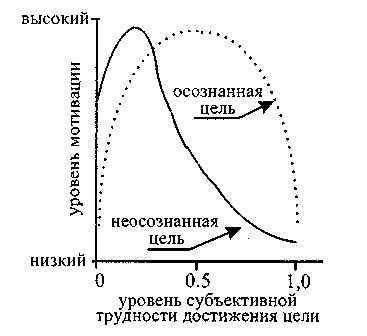 высокий
уровень мотивации
осознанная
цель
неосознанная
цель
низкий
0
0.5
1,0
уровень субъективной
трудности достижения цели